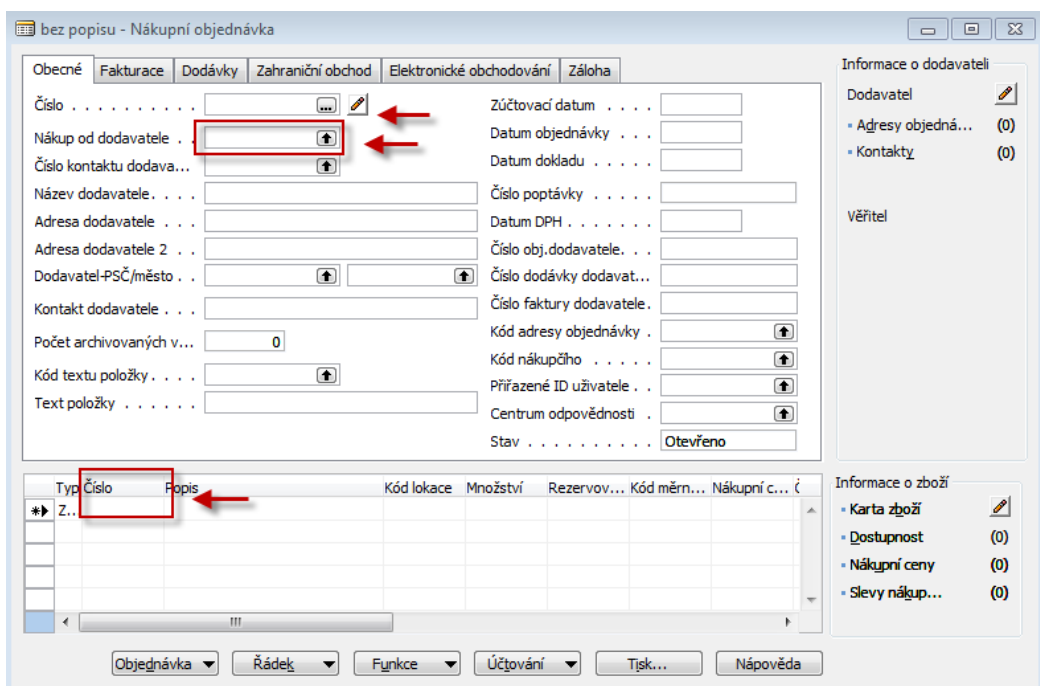 bez popisu - Nákupní objednávka
Obecné Fakturace Dodávky Zahraniční obchod Elektronické obchodování Záloha
Číslo . . . . . . . . . .
Nákup od dodavatele . .
Číslo kontaktu dodava...
Název dodavatele. . . .
Adresa dodavatele . . .
Adresa dodavatele 2 . .
Dodavatel-PSČ/město . .
Kontakt dodavatele . . .
Počet archivovaných v... 0
Kód textu položky. . . .
Text položky . . . . . .
Zúčtovací datum . . . .
Datum objednávky . . .
Datum dokladu . . . . .
Číslo poptávky . . . . .
Datum DPH . . . . . . .
Číslo obj.dodavatele. . .
Číslo dodávky dodavat...
Číslo faktury dodavatele.
Kód adresy objednávky .
Kód nákupčího . . . . .
Přiřazené ID uživatele . .
Centrum odpovědnosti .
Stav . . . . . . . . . . Otevřeno
Informace o dodavateli
Dodavatel
Adresy objedná... (0)
Kontakty (0)
Věřitel
Typ Číslo Popis Kód lokace Množství Rezervov... Kód měrn... Nákupní c... Č
Z...
Informace o zboží
Karta zboží
Dostupnost (0)
Nákupní ceny (0)
Slevy nákup... (0)
Objednávka Řádek Funkce Účtování Tisk... Nápověda